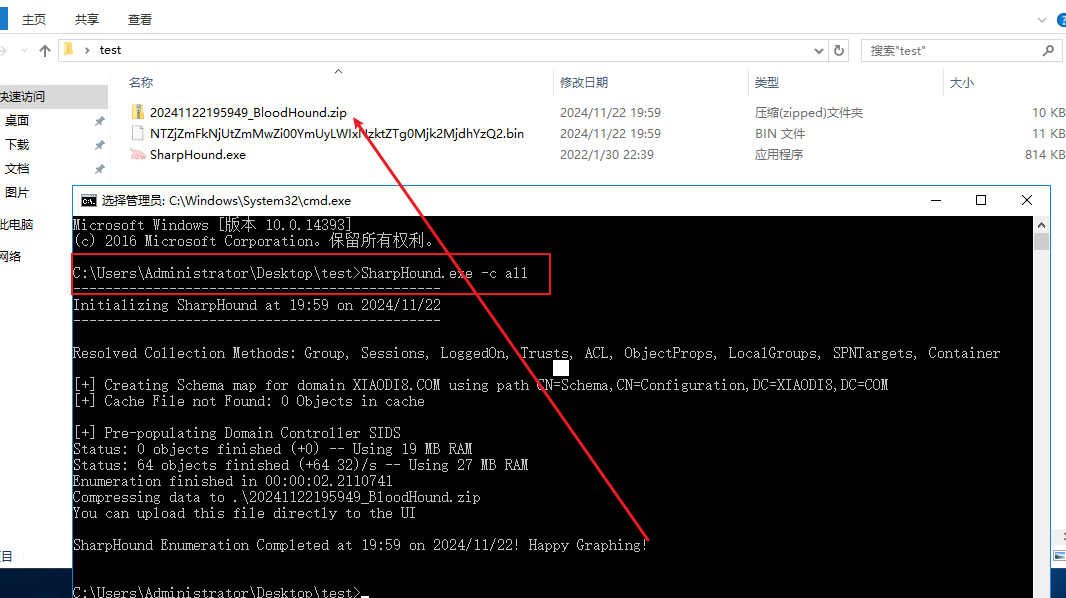 主页 共享 查看
test
搜索"test"
名称 修改日期 类型 大小
快速访问
20241122195949_BloodHound.zip 2024/11/22 19:59 压缩(zipped)文件夹 10 KB
桌面
2024/11/22 19:59 BIN 文件 11 KB
下载
SharpHound.exe 2022/1/30 22:39 应用程序 814 KB
文档
图片
此电脑
网络
选择管理员: C:\Windows\System32\cmd.exe
Microsoft Windows [版本 10.0.14393]
(c) 2016 Microsoft Corporation。保留所有权利。
C:\Users\Administrator\Desktop\test>SharpHound.exe -c all
----------------------------------------------
Initializing SharpHound at 19:59 on 2024/11/22
----------------------------------------------
Resolved Collection Methods: Group, Sessions, LoggedOn, Trusts, ACL, ObjectProps, LocalGroups, SPNTargets, Container
[+] Creating Schema map for domain XIAODI8.COM using path CN=Schema,CN=Configuration,DC=XIAODI8,DC=COM
[+] Cache File not Found: 0 Objects in cache
[+] Pre-populating Domain Controller SIDS
Status: 0 objects finished (+0) -- Using 19 MB RAM
Status: 64 objects finished (+64 32)/s -- Using 27 MB RAM
Enumeration finished in 00:00:02.2110741
Compressing data to .\20241122195949_BloodHound.zip
You can upload this file directly to the UI
SharpHound Enumeration Completed at 19:59 on 2024/11/22! Happy Graphing!
C:\Users\Administrator\Desktop\test>_